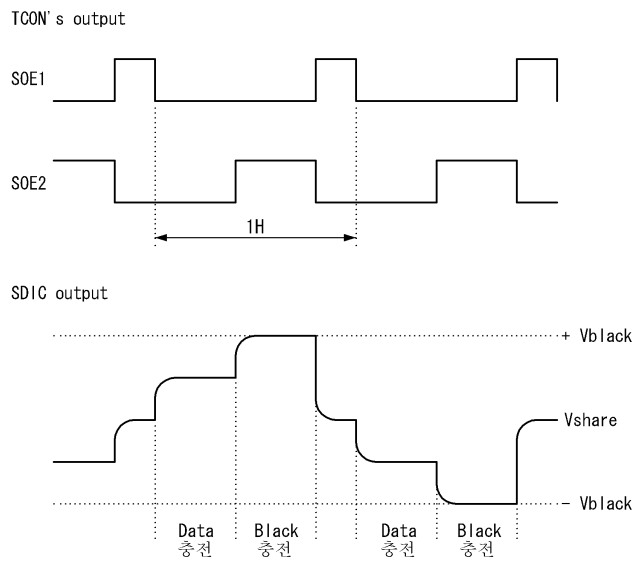 TCON's output
SOE1
SOE2
1H
SDIC output
+ Vblack
Vshare
- Vblack
Data
충전
Black
충전
Data
충전
Black
충전